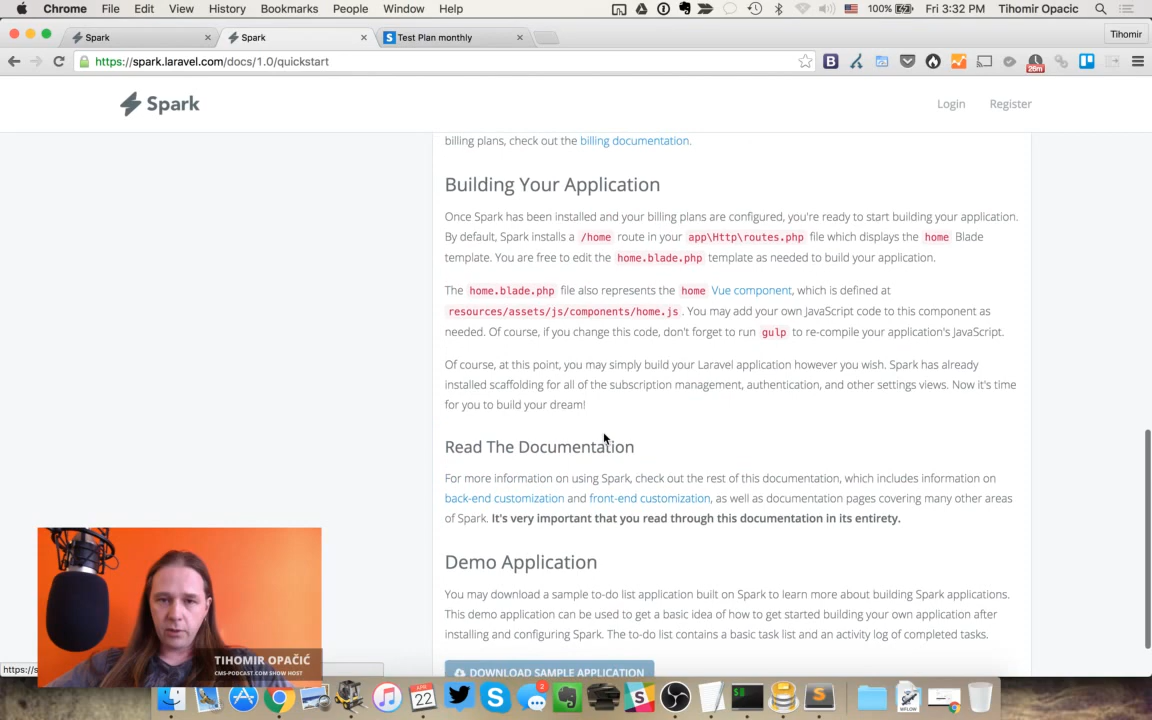 Chrome File Edit View History Bookmarks People Window Help 100% Fri 3:32 PM Tihomir Opacic
Spark Spark Test Plan monthly Tihomir
https://spark.laravel.com/docs/1.0/quickstart
26m
Spark Login Register
billing plans, check out the billing documentation.
Building Your Application
Once Spark has been installed and your billing plans are configured, you're ready to start building your application.
By default, Spark installs a /home route in your app\Http\routes.php file which displays the home Blade
template. You are free to edit the home.blade.php template as needed to build your application.
The home.blade.php file also represents the home Vue component, which is defined at
resources/assets/js/components/home.js. You may add your own JavaScript code to this component as
needed. Of course, if you change this code, don't forget to run gulp to re-compile your application's JavaScript.
Of course, at this point, you may simply build your Laravel application however you wish. Spark has already
installed scaffolding for all of the subscription management, authentication, and other settings views. Now it's time
for you to build your dream!
Read The Documentation
For more information on using Spark, check out the rest of this documentation, which includes information on
back-end customization and front-end customization, as well as documentation pages covering many other areas
of Spark. It's very important that you read through this documentation in its entirety.
Demo Application
You may download a sample to-do list application built on Spark to learn more about building Spark applications.
This demo application can be used to get a basic idea of how to get started building your own application after
installing and configuring Spark. The to-do list contains a basic task list and an activity log of completed tasks.
DOWNLOAD SAMPLE APPLICATION
https://s
TIHOMIR OPAČIĆ
CMS-PODCAST.COM SHOW HOST
22
2